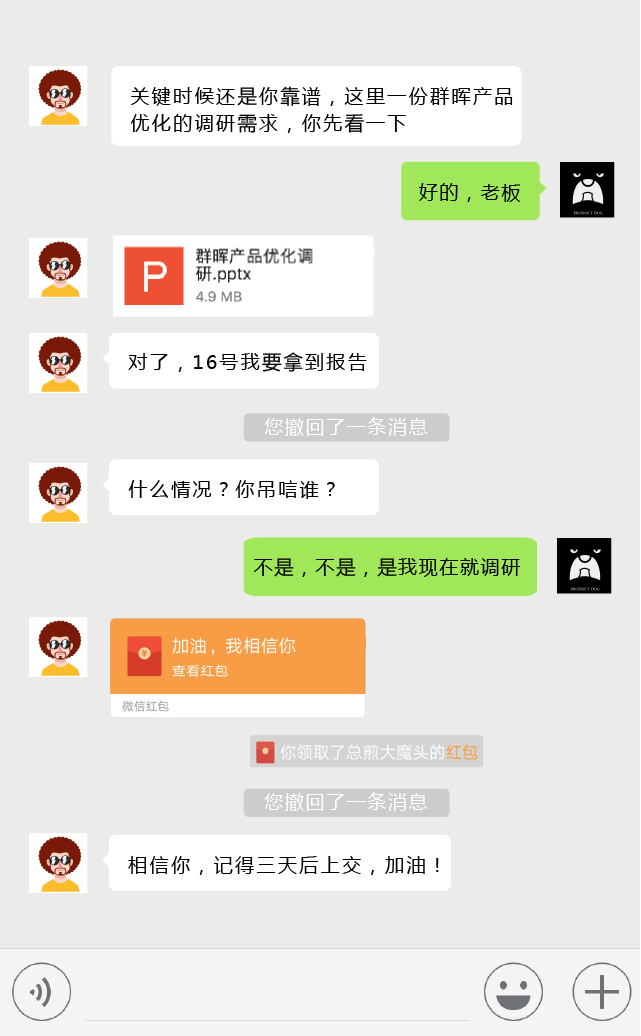 关键时候还是你靠谱，这里一份群晖产品
优化的调研需求，你先看一下
好的，老板
PRODUCT DOG
P
群晖产品优化调
研.pptx
4.9 MB
对了，16号我要拿到报告
您撤回了一条消息
什么情况？你吊唁谁？
不是，不是，是我现在就调研
PRODUCT DOG
加油，我相信你
查看红包
微信红包
你领取了总煎大魔头的红包
您撤回了一条消息
相信你，记得三天后上交，加油！